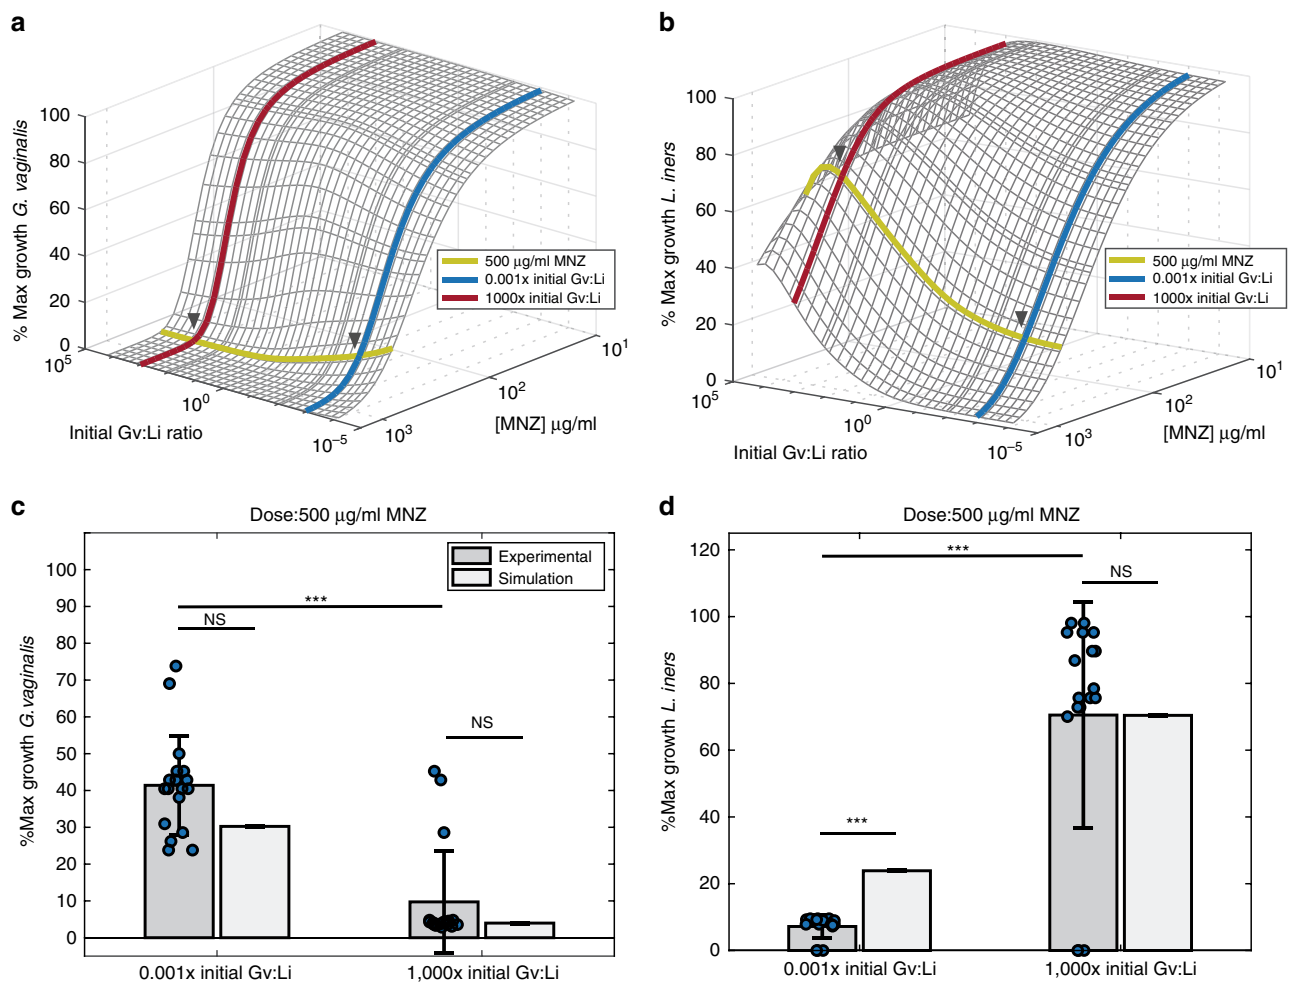 a
% Max growth G. vaginalis
100
80
60
40
20
0
10^5
10^0
10^−5
Initial Gv:Li ratio
10^3
10^2
10^1
[MNZ] μg/ml
500 μg/ml MNZ
0.001x initial Gv:Li
1000x initial Gv:Li
b
% Max growth L. iners
100
80
60
40
20
0
10^5
10^0
10^−5
Initial Gv:Li ratio
10^3
10^2
10^1
[MNZ] μg/ml
500 μg/ml MNZ
0.001x initial Gv:Li
1000x initial Gv:Li
c
Dose:500 μg/ml MNZ
%Max growth G.vaginalis
100
90
80
70
60
50
40
30
20
10
0
Experimental
Simulation
***
NS
NS
0.001x initial Gv:Li
1,000x initial Gv:Li
d
Dose:500 μg/ml MNZ
%Max growth L. iners
120
100
80
60
40
20
0
***
NS
***
0.001x initial Gv:Li
1,000x initial Gv:Li